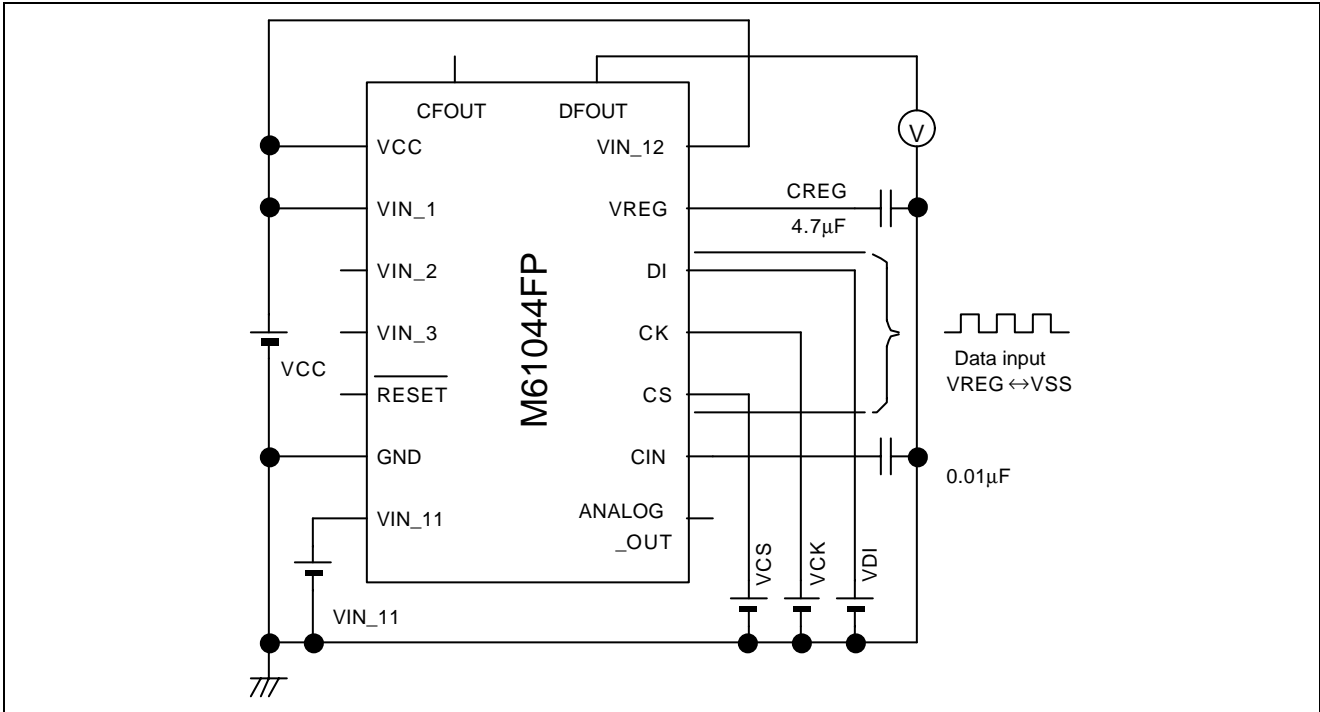 CFOUT
DFOUT
VCC
VIN_12
V
VIN_1
VREG
CREG
4.7μF
VIN_2
DI
M61044FP
VIN_3
CK
VCC
Data input
VREG ↔VSS
RESET
CS
GND
CIN
0.01μF
VIN_11
ANALOG
_OUT
VIN_11
VCS
VCK
VDI